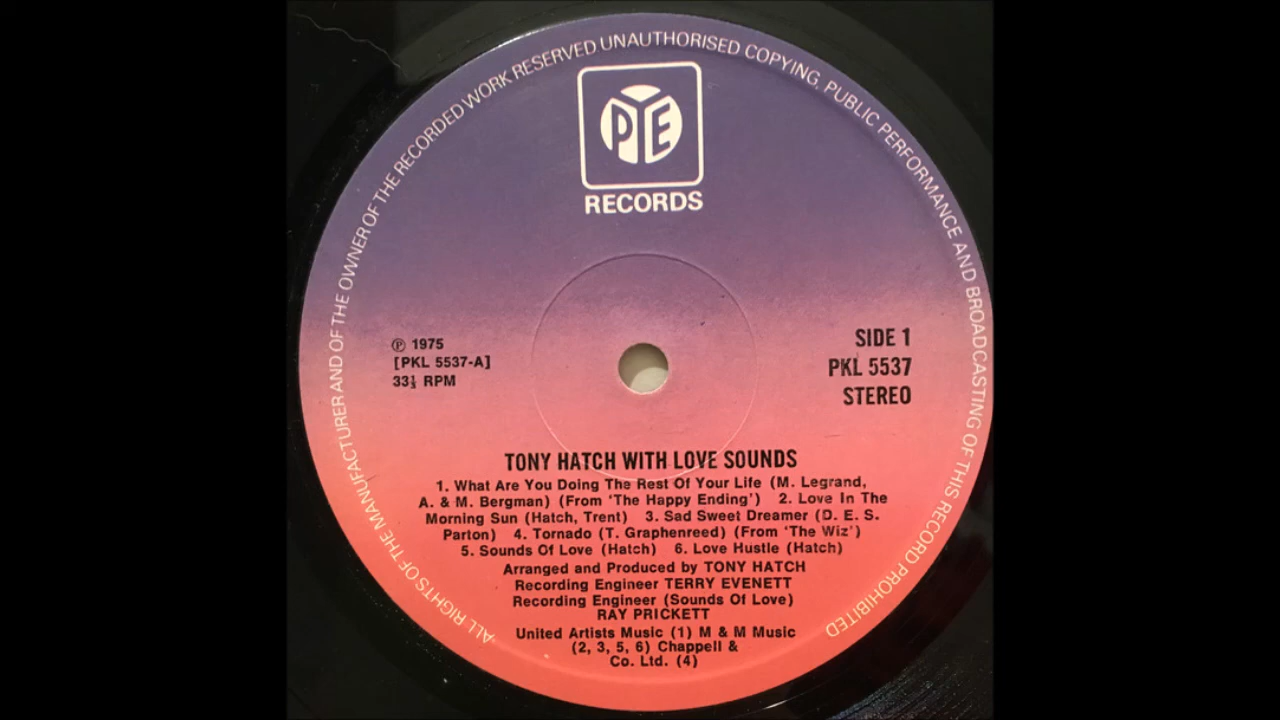 ALL RIGHTS OF THE MANUFACTURER AND OF THE OWNER OF THE RECORDED WORK RESERVED UNAUTHORISED COPYING, PUBLIC PERFORMANCE AND BROADCASTING OF THIS RECORD PROHIBITED
PYE
RECORDS
℗ 1975
[PKL 5537-A]
33⅓ RPM
SIDE 1
PKL 5537
STEREO
TONY HATCH WITH LOVE SOUNDS
1. What Are You Doing The Rest Of Your Life (M. Legrand,
A. & M. Bergman) (From 'The Happy Ending') 2. Love In The
Morning Sun (Hatch, Trent) 3. Sad Sweet Dreamer (D. E. S.
Parton) 4. Tornado (T. Graphenreed) (From 'The Wiz')
5. Sounds Of Love (Hatch) 6. Love Hustle (Hatch)
Arranged and Produced by TONY HATCH
Recording Engineer TERRY EVENETT
Recording Engineer (Sounds Of Love)
RAY PRICKETT
United Artists Music (1) M & M Music
(2, 3, 5, 6) Chappell &
Co. Ltd. (4)